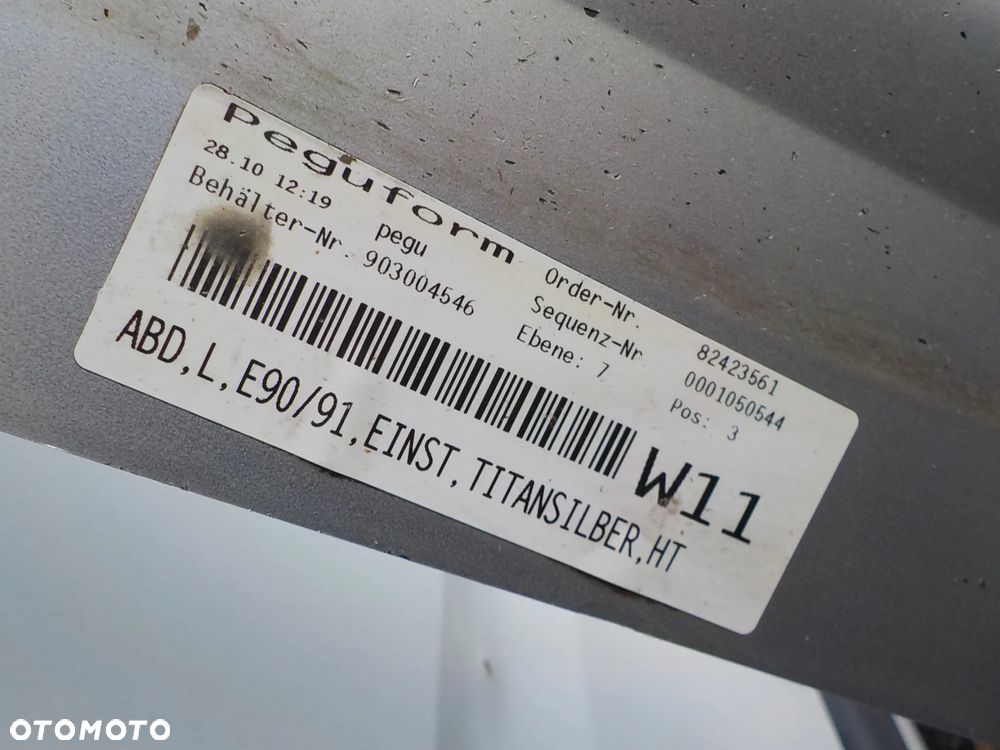 peguform
28.10 12:19 pegu Order-Nr. 82423561
Behälter-Nr. 903004546 Sequenz-Nr 0001050544
Ebene: 7 Pos: 3
W11
ABD,L,E90/91,EINST,TITANSILBER,HT
OTOMOTO